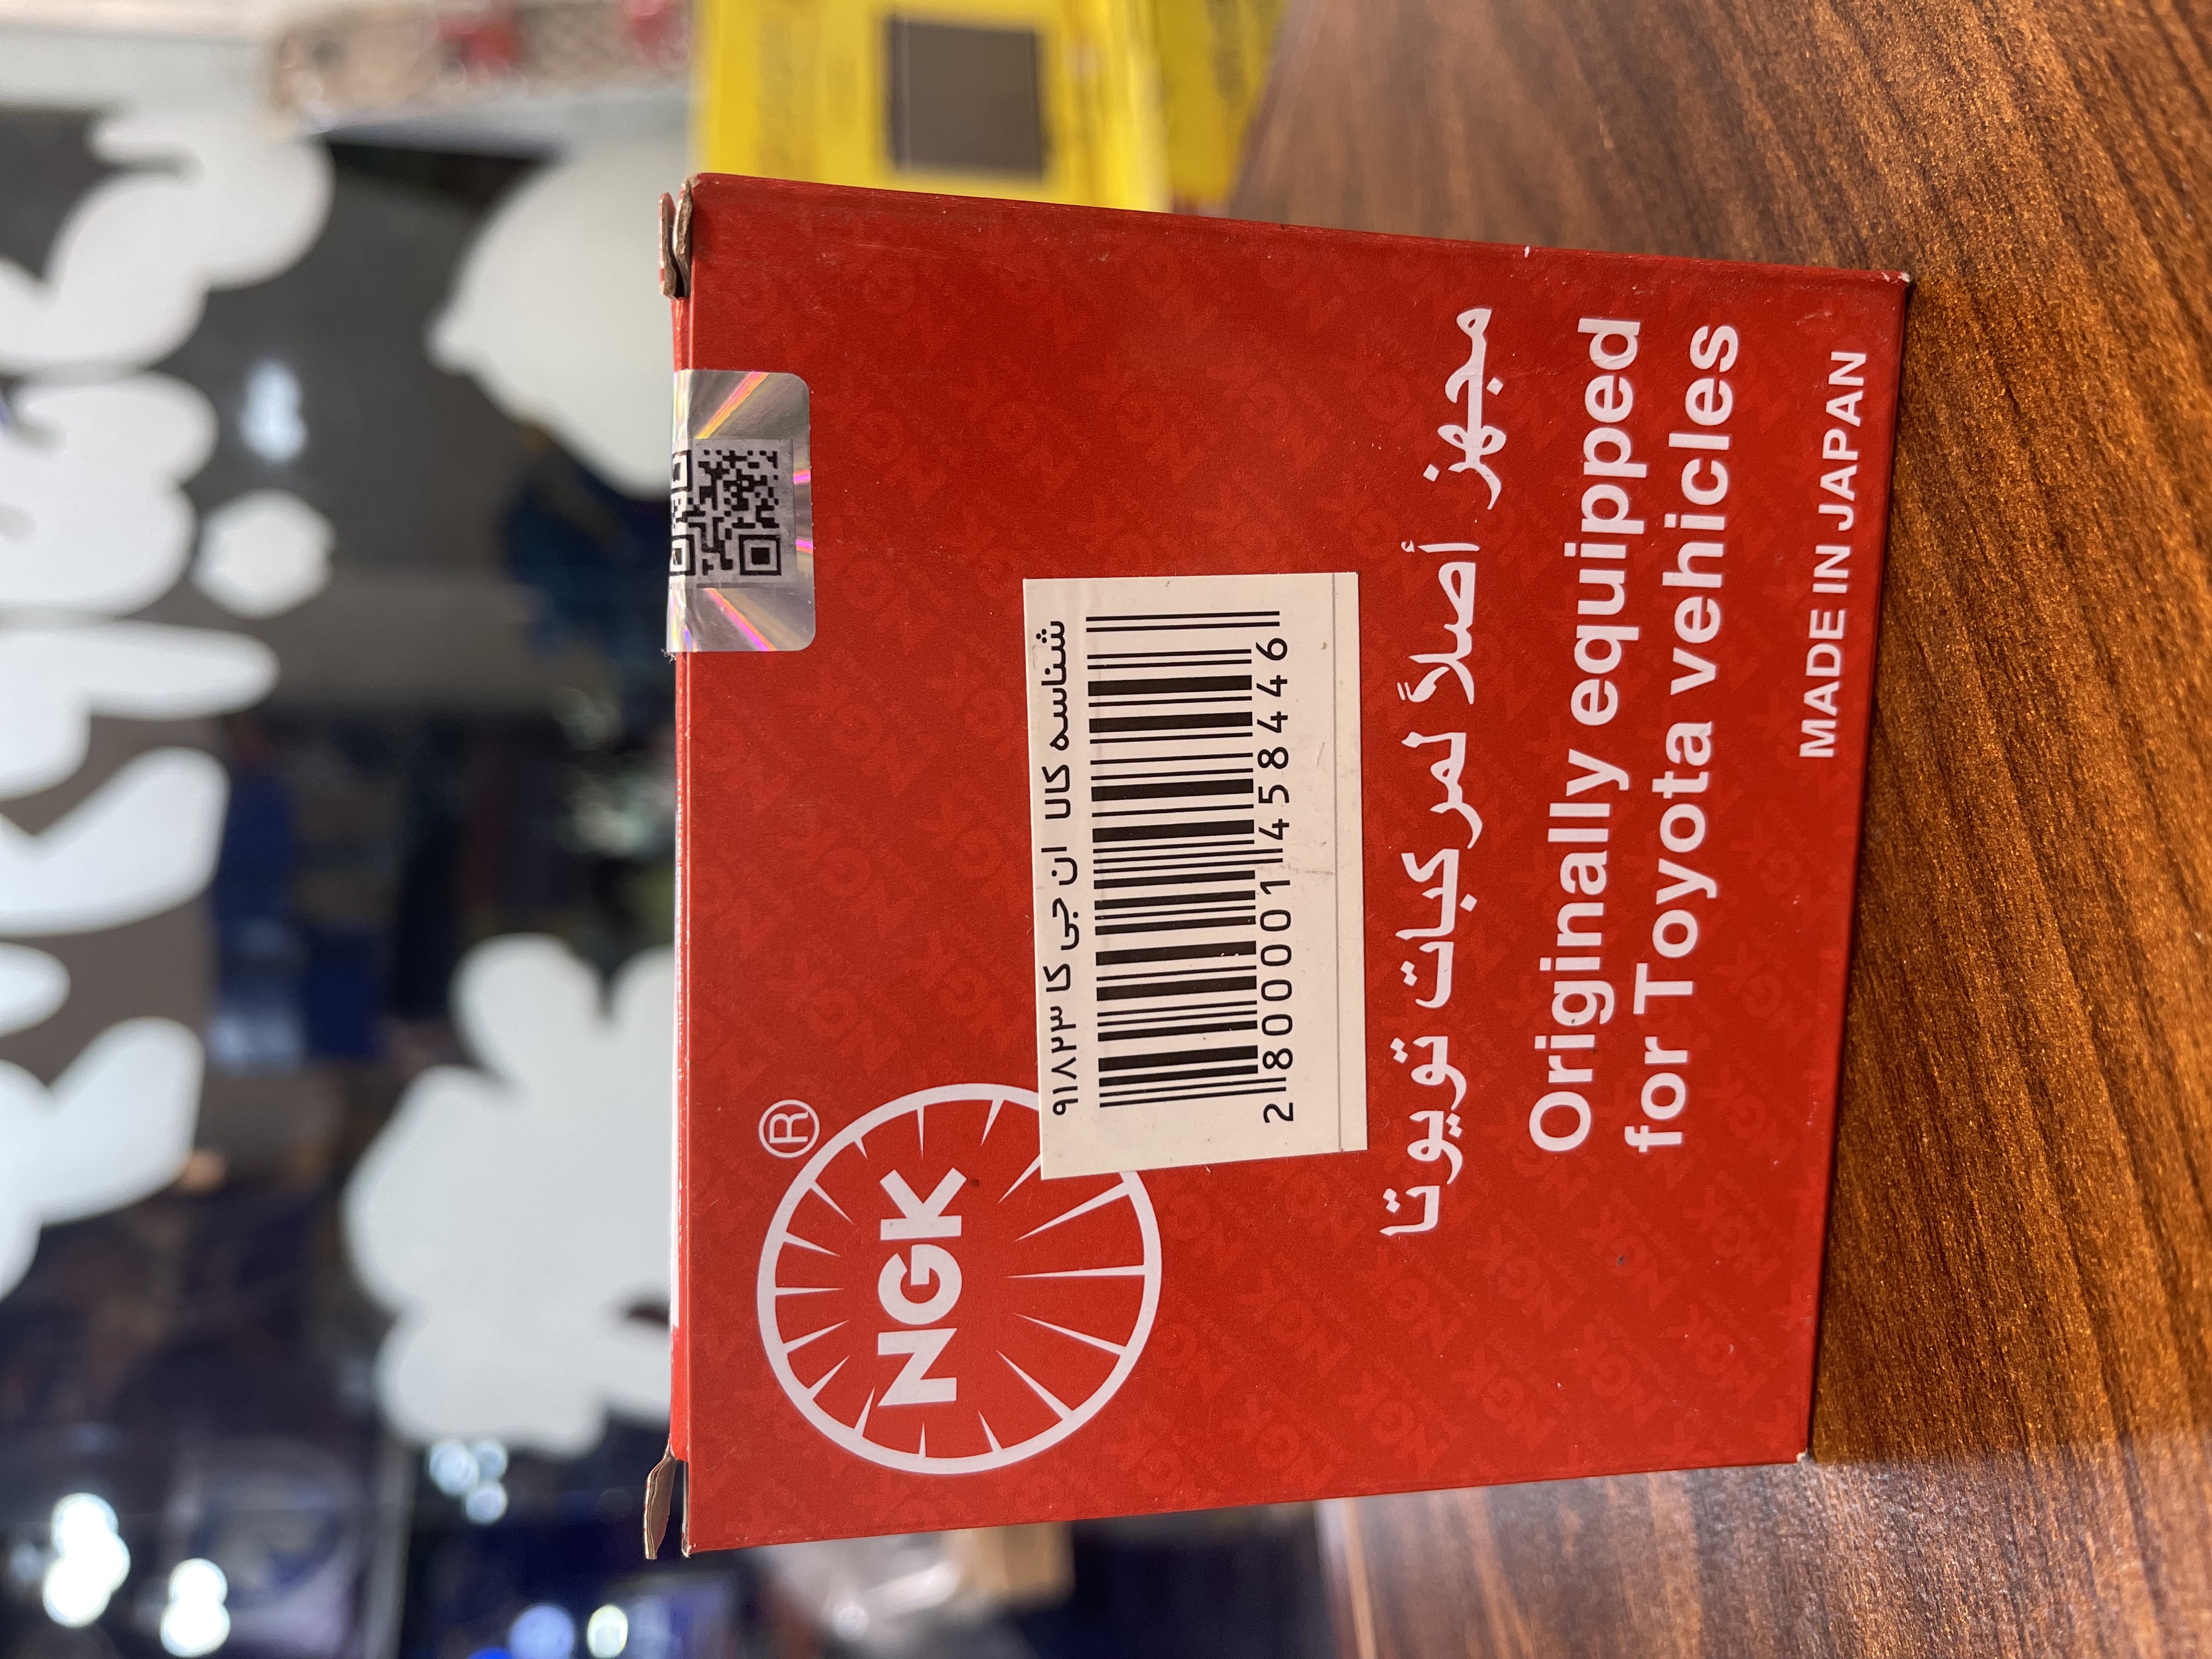 NGK
®
شناسه کالا ان جی کا ۹۱۸۲۳
2800001458446
مجهز أصلاً لمركبات تويوتا
Originally equipped
for Toyota vehicles
MADE IN JAPAN